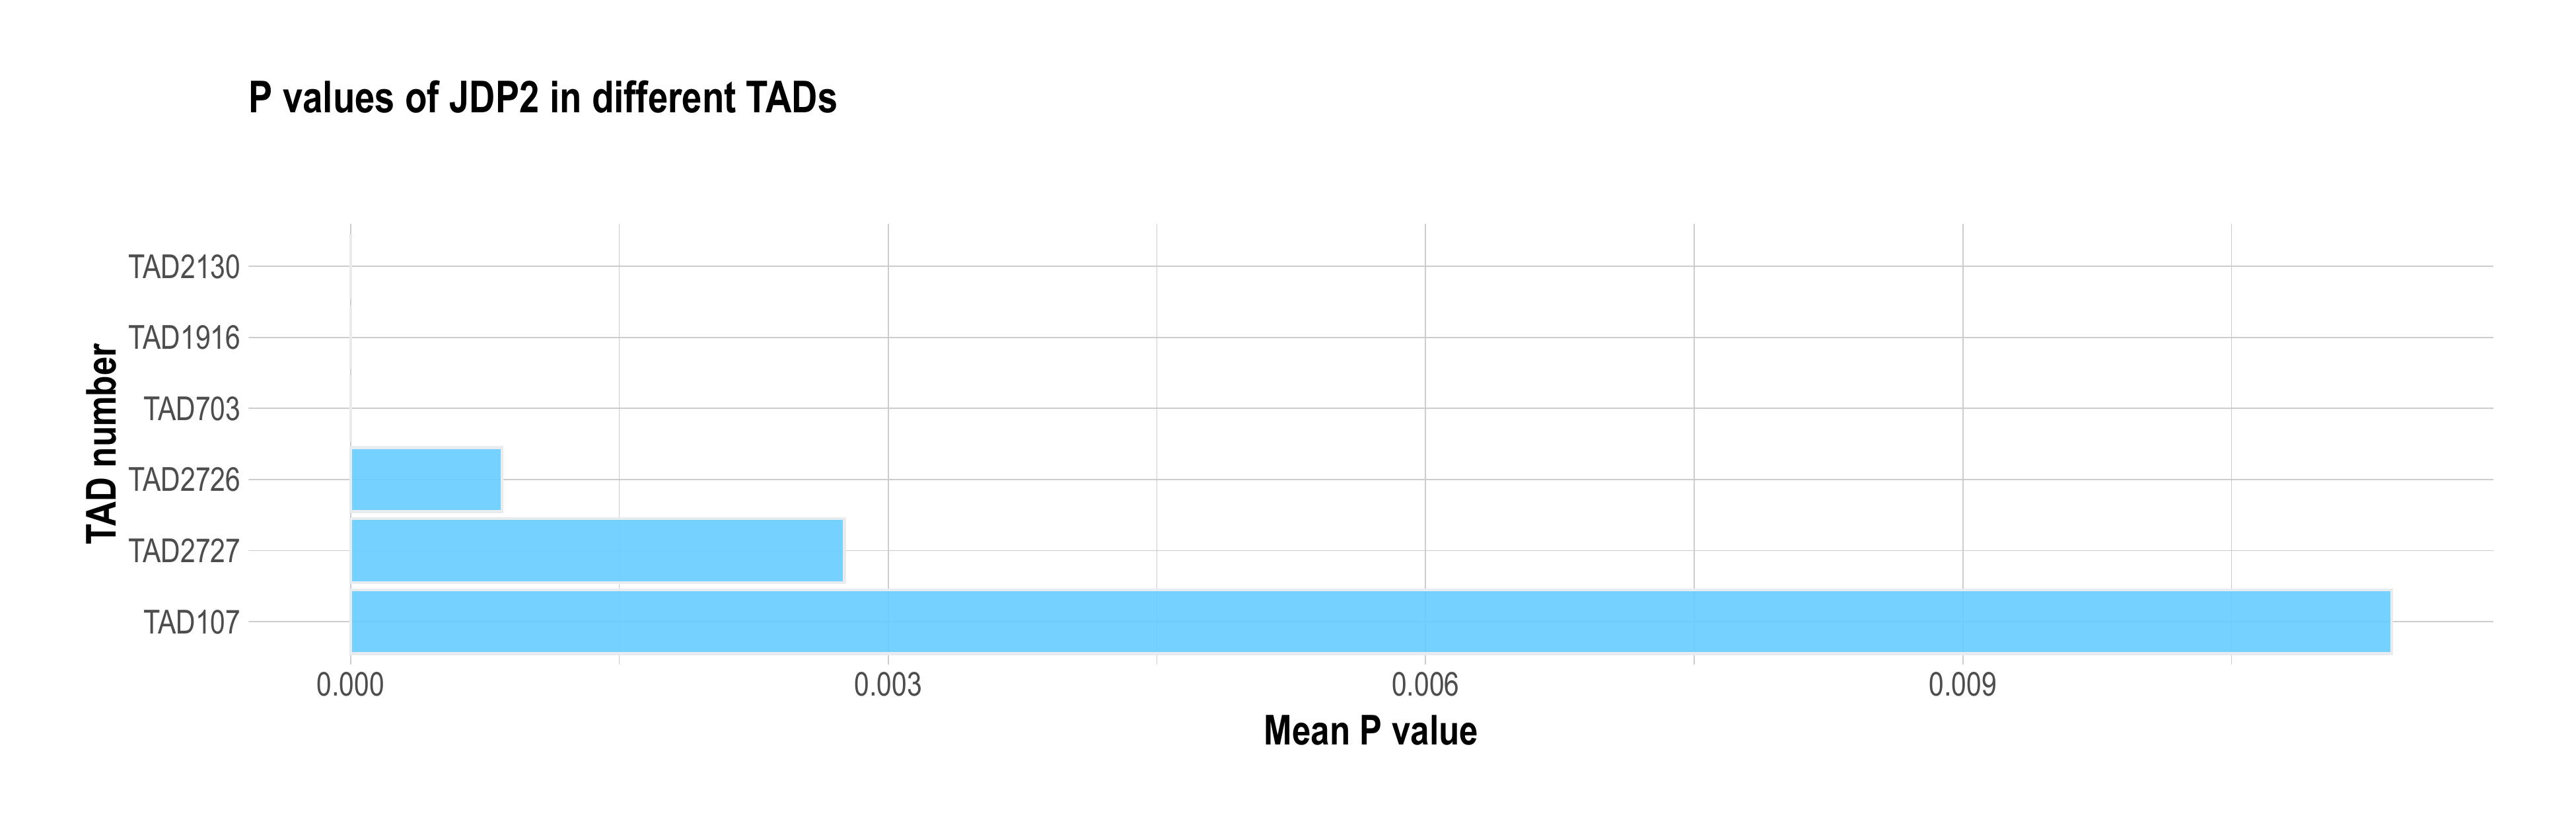 P values of JDP2 in different TADs
TAD number
TAD2130
TAD1916
TAD703
TAD2726
TAD2727
TAD107
0.000 0.003 0.006 0.009
Mean P value